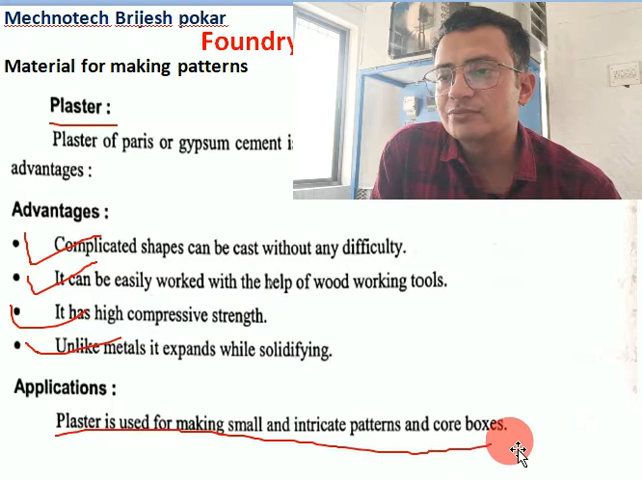 Mechnotech Brijesh pokar
Foundry
Material for making patterns
Plaster :
Plaster of paris or gypsum cement is
advantages :
Advantages :
• Complicated shapes can be cast without any difficulty.
• It can be easily worked with the help of wood working tools.
• It has high compressive strength.
• Unlike metals it expands while solidifying.
Applications :
Plaster is used for making small and intricate patterns and core boxes.